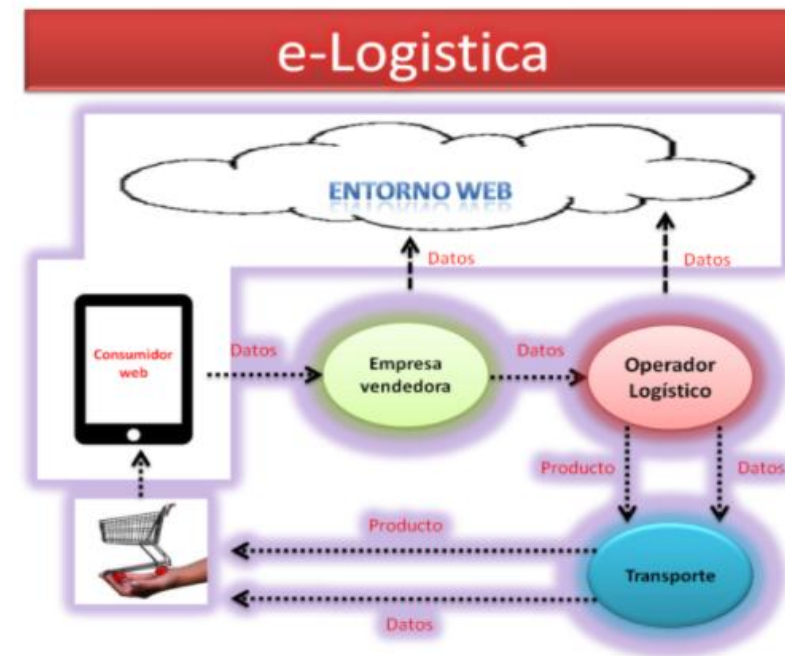 e-Logistica
ENTORNO WEB
Datos
Datos
Consumidor
web
Datos
Empresa
vendedora
Datos
Operador
Logístico
Producto
Datos
Producto
Transporte
Datos